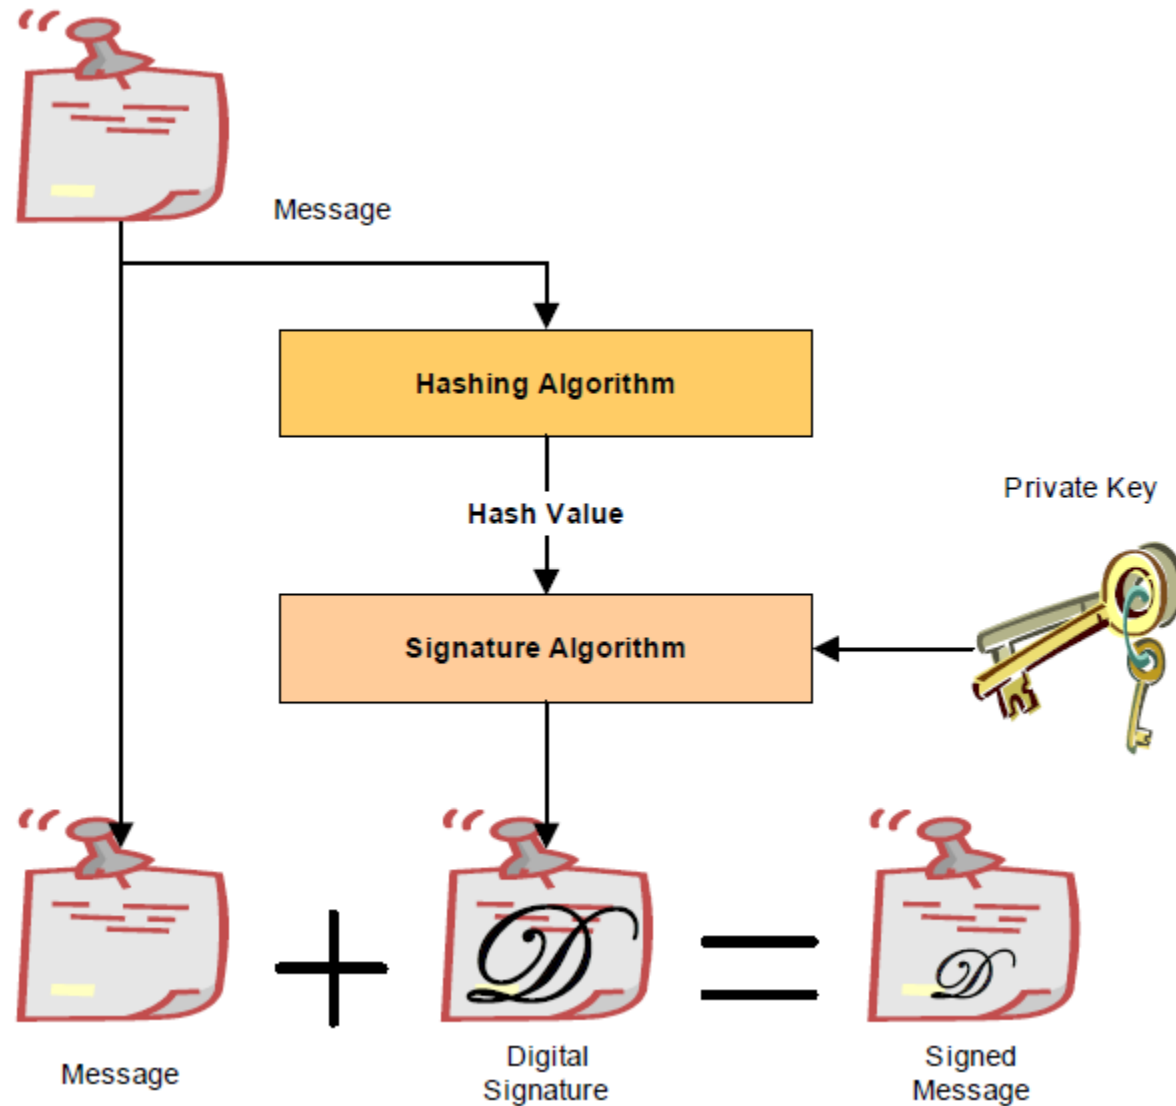 Message
Hashing Algorithm
Private Key
Hash Value
Signature Algorithm
D
D
Message
Digital
Signature
Signed
Message